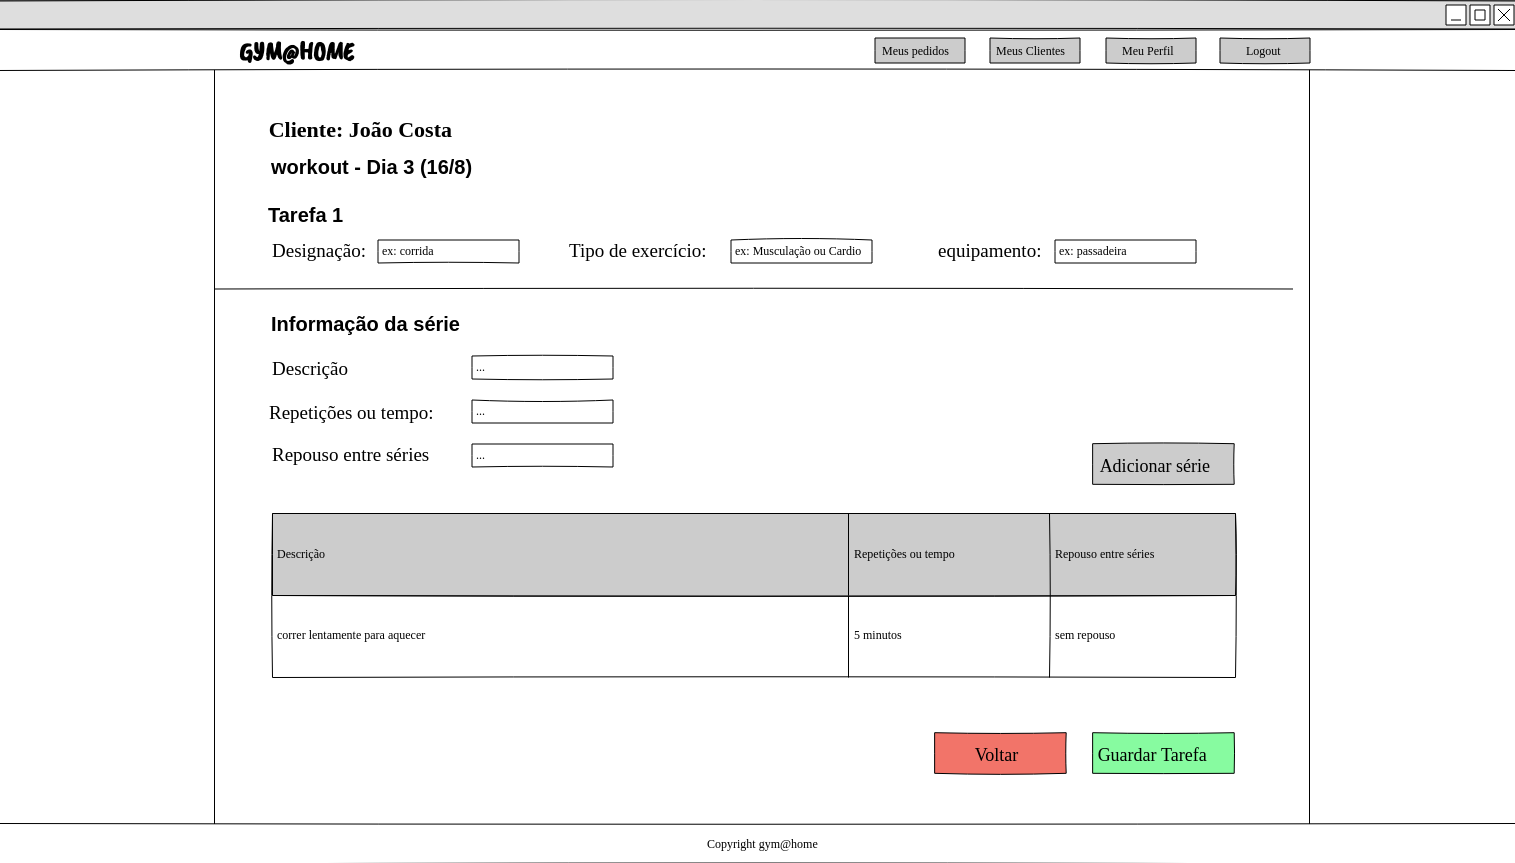 GYM@HOME
Meus pedidos
Meus Clientes
Meu Perfil
Logout
Cliente: João Costa
workout - Dia 3 (16/8)
Tarefa 1
Designação: ex: corrida
Tipo de exercício: ex: Musculação ou Cardio
equipamento: ex: passadeira
Informação da série
Descrição ...
Repetições ou tempo: ...
Repouso entre séries ...
Adicionar série
Descrição
Repetições ou tempo
Repouso entre séries
correr lentamente para aquecer
5 minutos
sem repouso
Voltar
Guardar Tarefa
Copyright gym@home